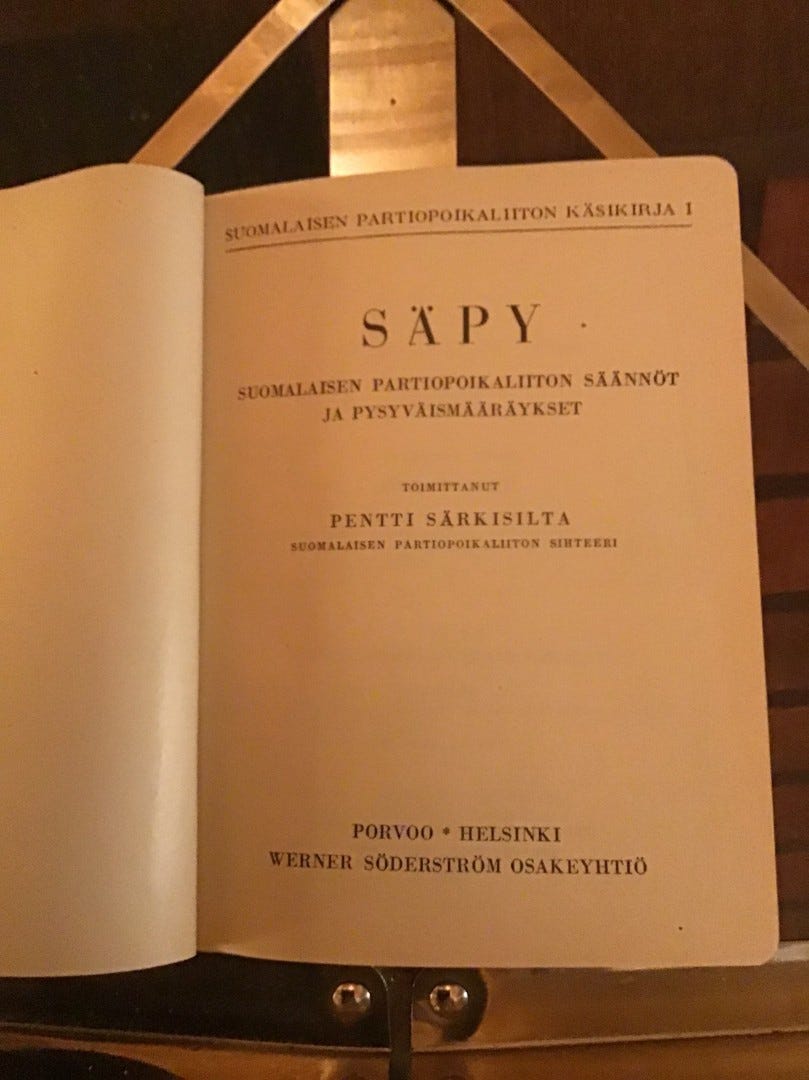 SUOMALAISEN PARTIOPOIKALIITON KÄSIKIRJA I
SÄPY
SUOMALAISEN PARTIOPOIKALIITON SÄÄNNÖT
JA PYSYVÄISMÄÄRÄYKSET
TOIMITTANUT
PENTTI SÄRKISILTA
SUOMALAISEN PARTIOPOIKALIITON SIHTEERI
PORVOO * HELSINKI
WERNER SÖDERSTRÖM OSAKEYHTIÖ